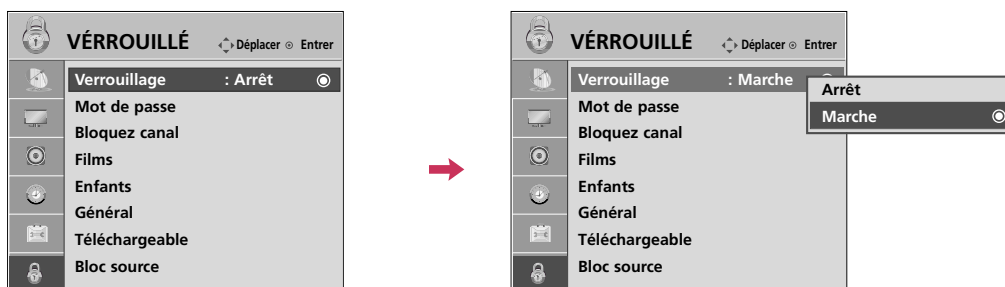 VÉRROUILLÉ Déplacer Entrer
Verrouillage : Arrêt
Mot de passe
Bloquez canal
Films
Enfants
Général
Téléchargeable
Bloc source
VÉRROUILLÉ Déplacer Entrer
Verrouillage : Marche
Mot de passe
Bloquez canal
Films
Enfants
Général
Téléchargeable
Bloc source
Arrêt
Marche